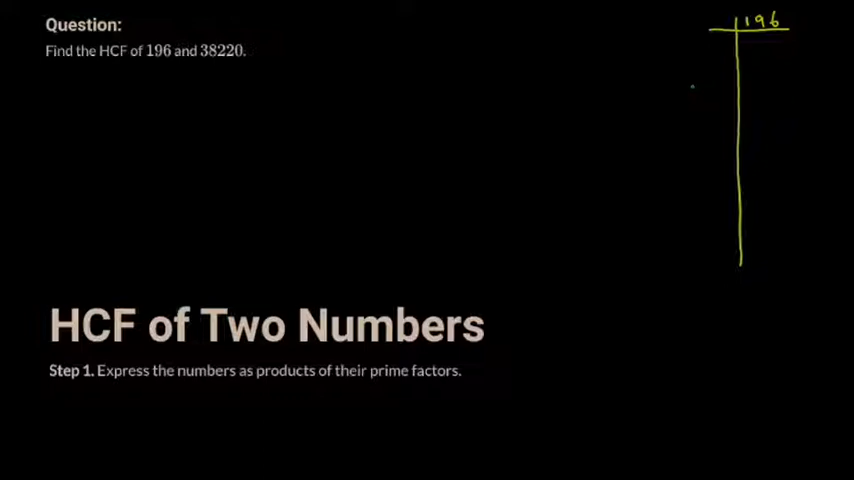 Question:
196
Find the HCF of 196 and 38220.
HCF of Two Numbers
Step 1. Express the numbers as products of their prime factors.